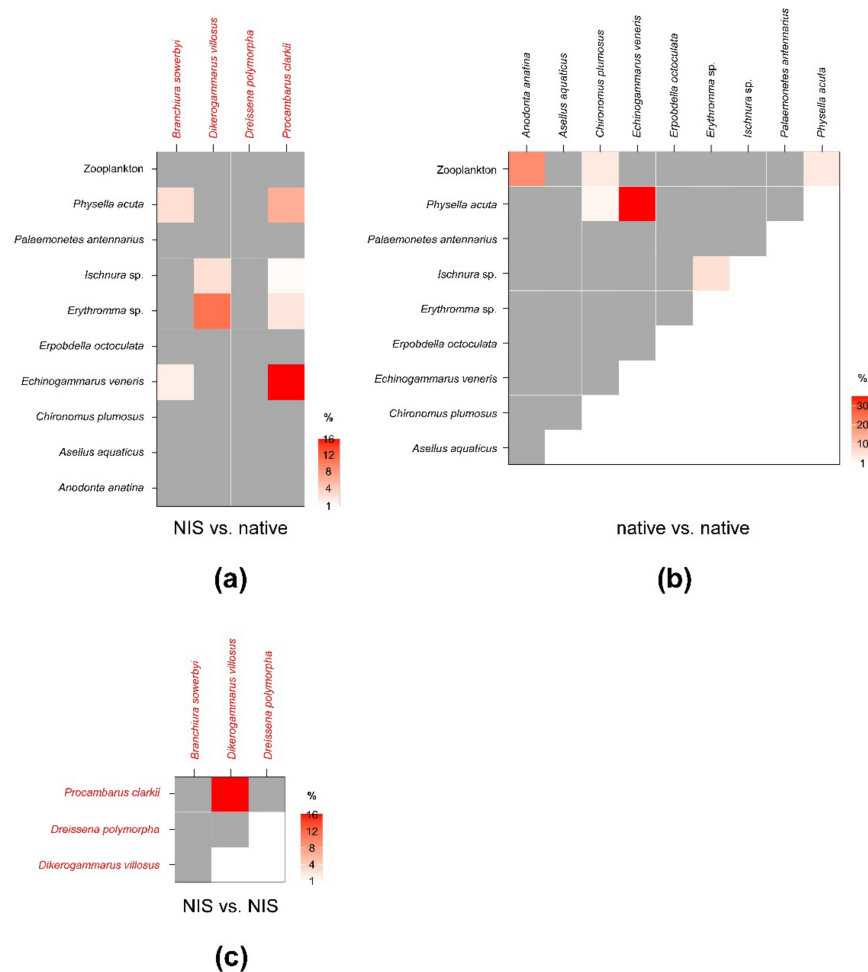 Branchiura sowerbyi
Dikerogammarus villosus
Dreissena polymorpha
Procambarus clarkii
Zooplankton
Physella acuta
Palaemonetes antennarius
Ischnura sp.
Erythromma sp.
Erpobdella octoculata
Echinogammarus veneris
Chironomus plumosus
Asellus aquaticus
Anodonta anatina
%
16
12
8
4
1
NIS vs. native
(a)
Anodonta anatina
Asellus aquaticus
Chironomus plumosus
Echinogammarus veneris
Erpobdella octoculata
Erythromma sp.
Ischnura sp.
Palaemonetes antennarius
Physella acuta
Zooplankton
Physella acuta
Palaemonetes antennarius
Ischnura sp.
Erythromma sp.
Erpobdella octoculata
Echinogammarus veneris
Chironomus plumosus
Asellus aquaticus
%
30
20
10
1
native vs. native
(b)
Branchiura sowerbyi
Dikerogammarus villosus
Dreissena polymorpha
Procambarus clarkii
Dreissena polymorpha
Dikerogammarus villosus
%
16
12
8
4
1
NIS vs. NIS
(c)